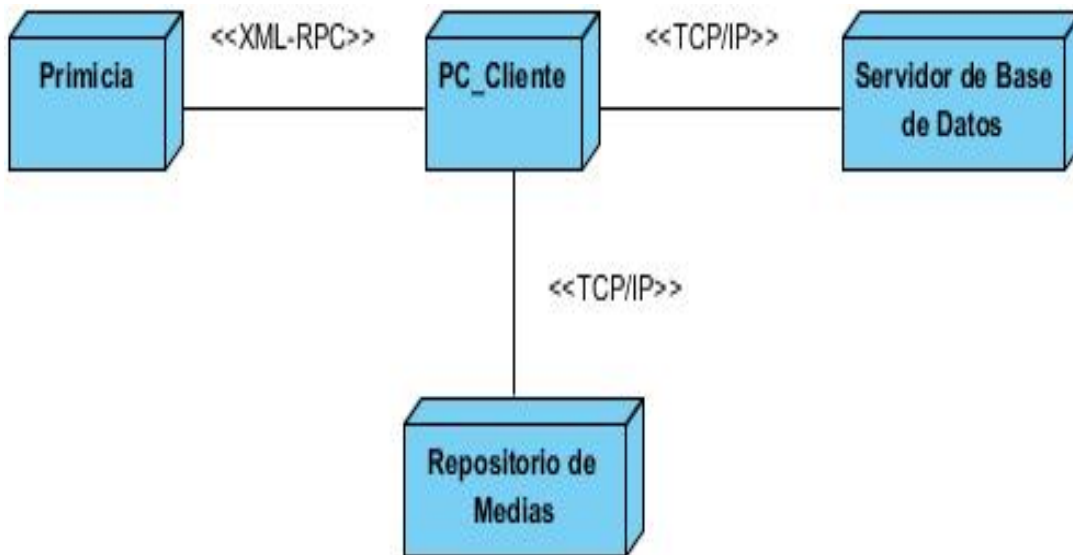 <<XML-RPC>>
<<TCP/IP>>
Primicia
PC_Cliente
Servidor de Base
de Datos
<<TCP/IP>>
Repositorio de
Medias